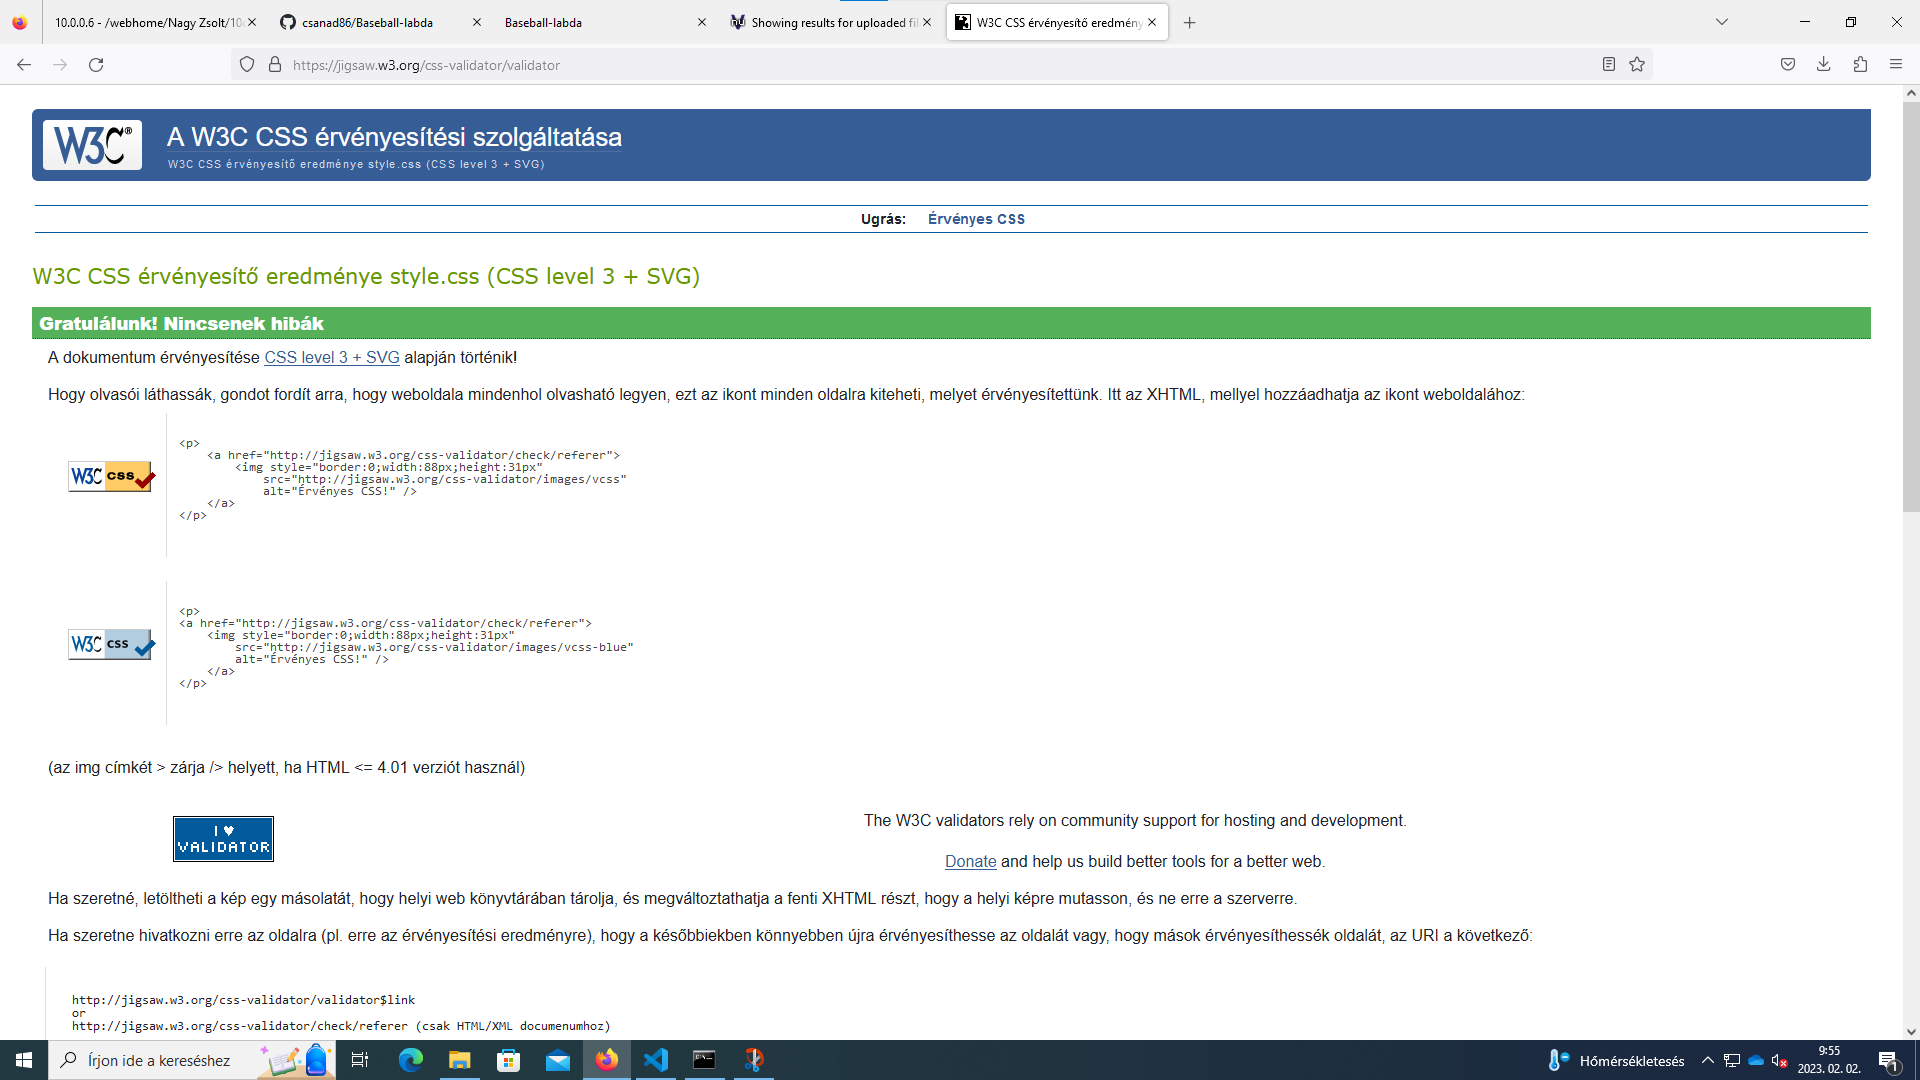 10.0.0.6 - /webhome/Nagy Zsolt/10
csanad86/Baseball-labda
Baseball-labda
Showing results for uploaded fil
W3C CSS érvényesítő eredmény
https://jigsaw.w3.org/css-validator/validator
W3C®
A W3C CSS érvényesítési szolgáltatása
W3C CSS érvényesítő eredménye style.css (CSS level 3 + SVG)
Ugrás: Érvényes CSS
W3C CSS érvényesítő eredménye style.css (CSS level 3 + SVG)
Gratulálunk! Nincsenek hibák
A dokumentum érvényesítése CSS level 3 + SVG alapján történik!
Hogy olvasói láthassák, gondot fordít arra, hogy weboldala mindenhol olvasható legyen, ezt az ikont minden oldalra kiteheti, melyet érvényesítettünk. Itt az XHTML, mellyel hozzáadhatja az ikont weboldalához:
W3C css
<p>
<a href="http://jigsaw.w3.org/css-validator/check/referer">
<img style="border:0;width:88px;height:31px"
src="http://jigsaw.w3.org/css-validator/images/vcss"
alt="Érvényes CSS!" />
</a>
</p>
W3C css
<p>
<a href="http://jigsaw.w3.org/css-validator/check/referer">
<img style="border:0;width:88px;height:31px"
src="http://jigsaw.w3.org/css-validator/images/vcss-blue"
alt="Érvényes CSS!" />
</a>
</p>
(az img címkét > zárja /> helyett, ha HTML <= 4.01 verziót használ)
I ♥
VALIDATOR
The W3C validators rely on community support for hosting and development.
Donate and help us build better tools for a better web.
Ha szeretné, letöltheti a kép egy másolatát, hogy helyi web könyvtárában tárolja, és megváltoztathatja a fenti XHTML részt, hogy a helyi képre mutasson, és ne erre a szerverre.
Ha szeretne hivatkozni erre az oldalra (pl. erre az érvényesítési eredményre), hogy a későbbiekben könnyebben újra érvényesíthesse az oldalát vagy, hogy mások érvényesíthessék oldalát, az URI a következő:
http://jigsaw.w3.org/css-validator/validator$link
or
http://jigsaw.w3.org/css-validator/check/referer (csak HTML/XML documenumhoz)
Írjon ide a kereséshez
Hőmérsékletesés
9:55
2023. 02. 02.
1